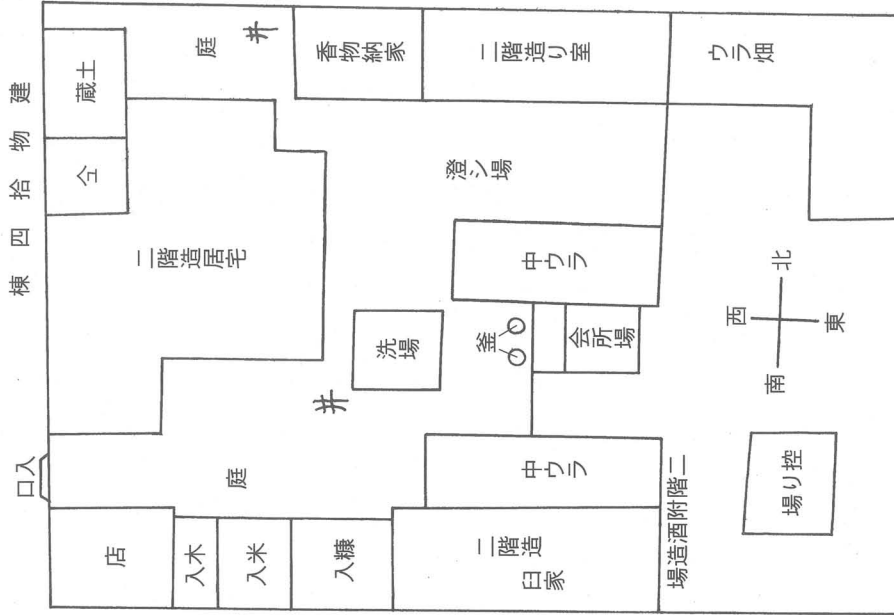 建物拾四棟
土蔵
庭
井
香物納家
二階造り室
ウラ畑
二階造居宅
澄シ場
中ウラ
洗場
釜
会所場
井
北
西
東
南
入口
庭
中ウラ
二階附酒造場
控り場
店
木入
米入
糠入
二階造
臼家